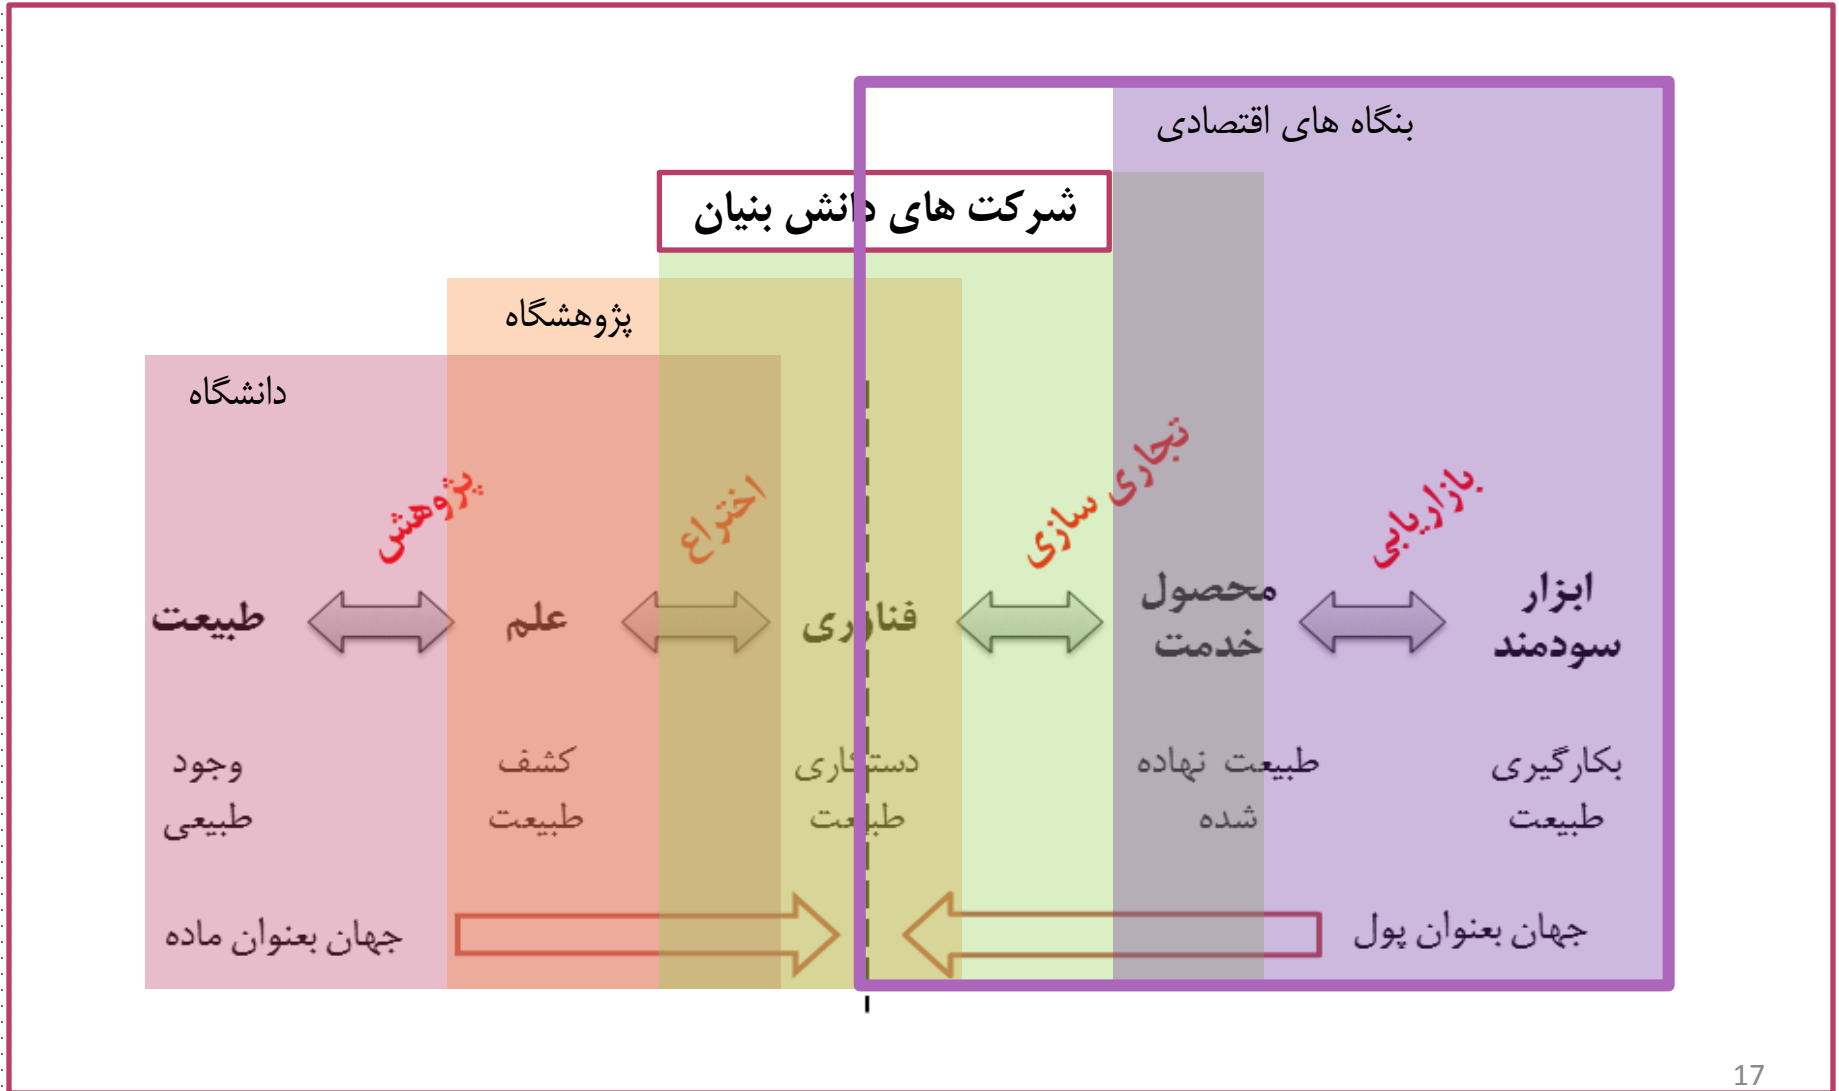 بنگاه های اقتصادی
شرکت های دانش بنیان
پژوهشگاه
دانشگاه
پژوهش
اختراع
تجاری سازی
بازاریابی
طبیعت
علم
فناوری
محصول
خدمت
ابزار
سودمند
وجود
طبیعی
کشف
طبیعت
دستکاری
طبیعت
طبیعت نهاده
شده
بکارگیری
طبیعت
جهان بعنوان ماده
جهان بعنوان پول
17